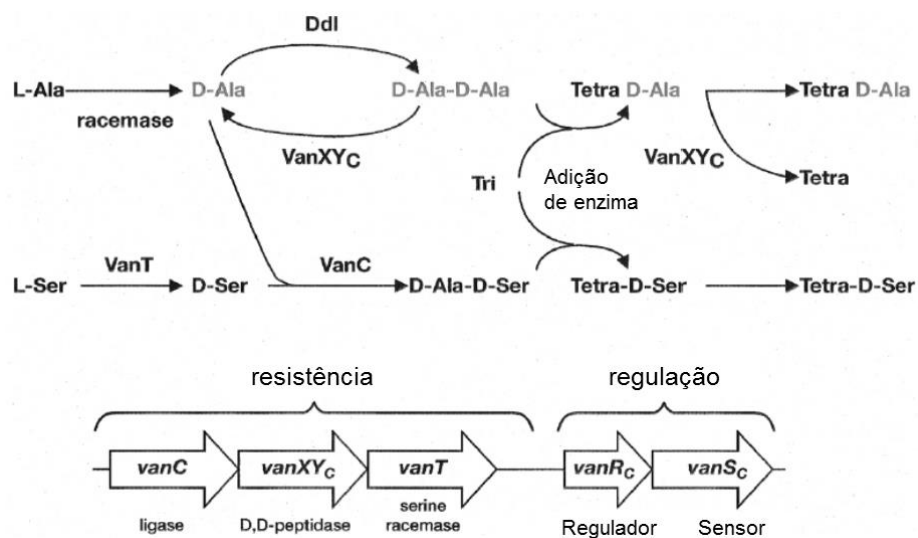 Ddl
L-Ala
racemase
D-Ala
D-Ala-D-Ala
VanXYC
Tetra D-Ala
VanXYC
Tetra D-Ala
Tetra
Tri
Adição
de enzima
L-Ser
VanT
D-Ser
VanC
D-Ala-D-Ser
Tetra-D-Ser
Tetra-D-Ser
resistência
regulação
vanC
vanXYC
vanT
vanRC
vanSC
ligase
D,D-peptidase
serine
racemase
Regulador
Sensor